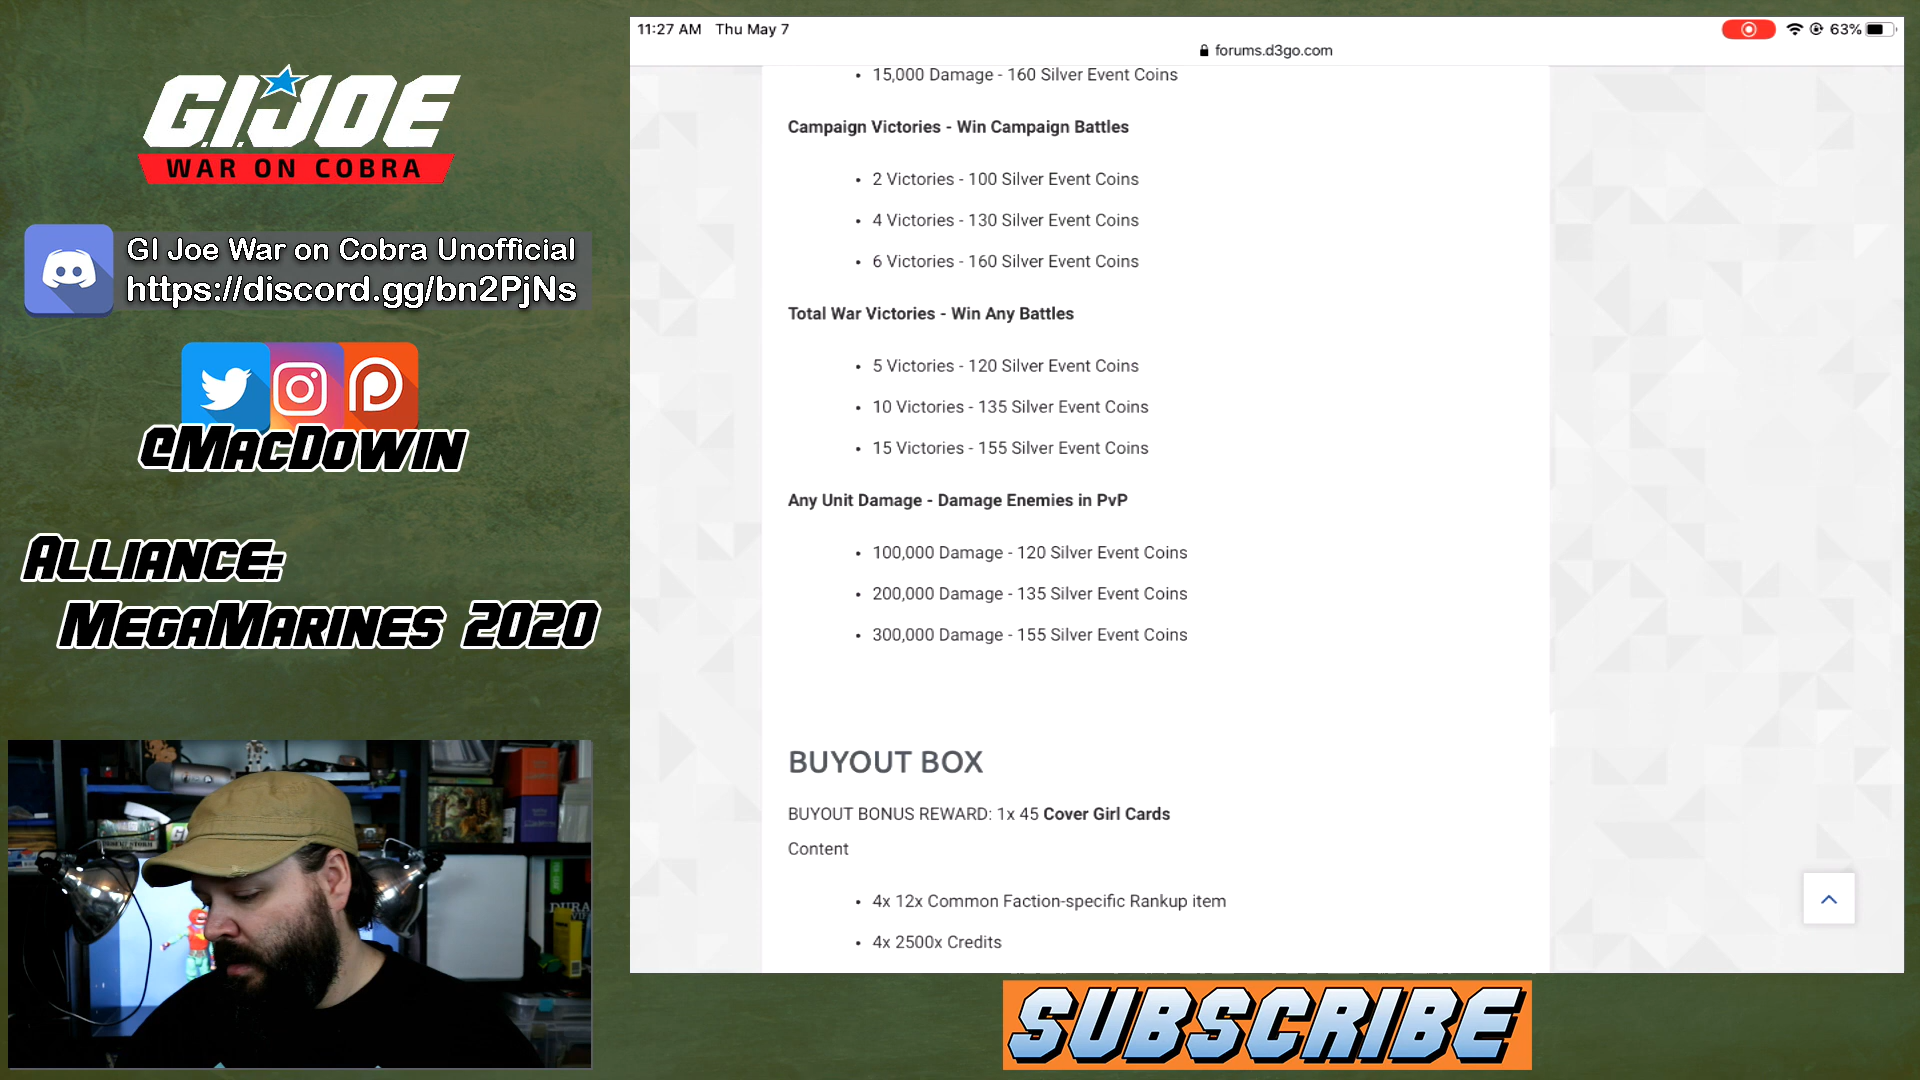 G.I. JOE
WAR ON COBRA
GI Joe War on Cobra Unofficial
https://discord.gg/bn2PjNs
@MacDowin
Alliance:
MegaMarines 2020
11:27 AM Thu May 7
63%
forums.d3go.com
• 15,000 Damage - 160 Silver Event Coins
Campaign Victories - Win Campaign Battles
• 2 Victories - 100 Silver Event Coins
• 4 Victories - 130 Silver Event Coins
• 6 Victories - 160 Silver Event Coins
Total War Victories - Win Any Battles
• 5 Victories - 120 Silver Event Coins
• 10 Victories - 135 Silver Event Coins
• 15 Victories - 155 Silver Event Coins
Any Unit Damage - Damage Enemies in PvP
• 100,000 Damage - 120 Silver Event Coins
• 200,000 Damage - 135 Silver Event Coins
• 300,000 Damage - 155 Silver Event Coins
BUYOUT BOX
BUYOUT BONUS REWARD: 1x 45 Cover Girl Cards
Content
• 4x 12x Common Faction-specific Rankup item
• 4x 2500x Credits
SUBSCRIBE